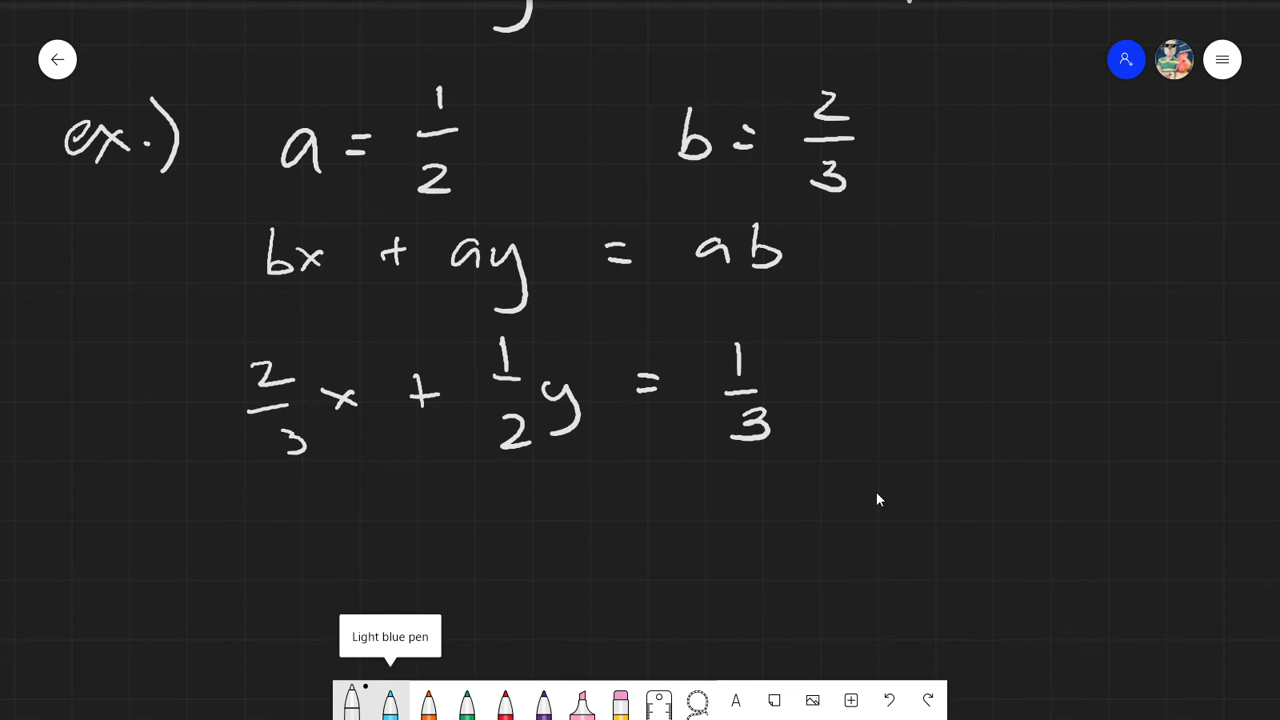 ex.) a = 1/2 b = 2/3
bx + ay = ab
2/3 x + 1/2 y = 1/3
Light blue pen
A